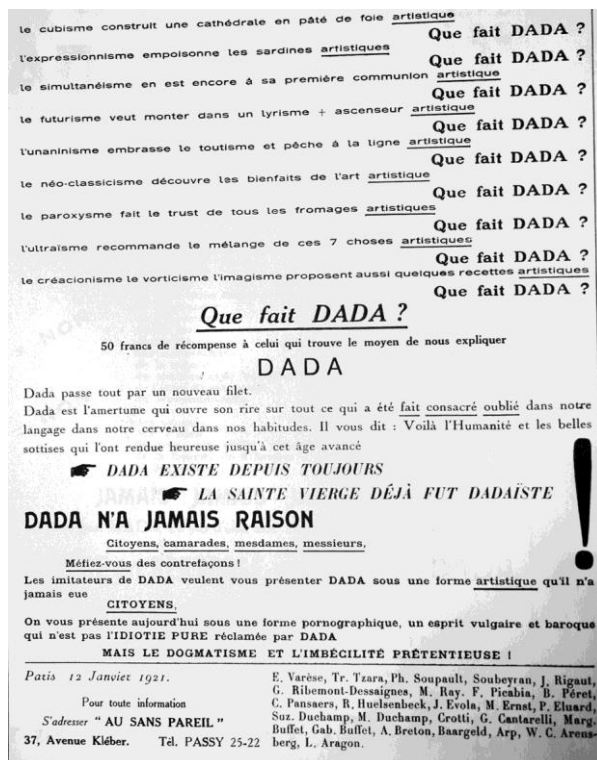 le cubisme construit une cathédrale en pâté de foie artistique
Que fait DADA ?
l'expressionnisme empoisonne les sardines artistiques
Que fait DADA ?
le simultanéisme en est encore à sa première communion artistique
Que fait DADA ?
le futurisme veut monter dans un lyrisme + ascenseur artistique
Que fait DADA ?
l'unaninisme embrasse le toutisme et pêche à la ligne artistique
Que fait DADA ?
le néo-classicisme découvre les bienfaits de l'art artistique
Que fait DADA ?
le paroxysme fait le trust de tous les fromages artistiques
Que fait DADA ?
l'ultraïsme recommande le mélange de ces 7 choses artistiques
Que fait DADA ?
le créacionisme le vorticisme l'imagisme proposent aussi quelques recettes artistiques
Que fait DADA ?
Que fait DADA ?
50 francs de récompense à celui qui trouve le moyen de nous expliquer
DADA
Dada passe tout par un nouveau filet.
Dada est l'amertume qui ouvre son rire sur tout ce qui a été fait consacré oublié dans notre
langage dans notre cerveau dans nos habitudes. Il vous dit : Voilà l'Humanité et les belles
sottises qui l'ont rendue heureuse jusqu'à cet âge avancé
DADA EXISTE DEPUIS TOUJOURS
LA SAINTE VIERGE DÉJÀ FUT DADAÏSTE
DADA N'A JAMAIS RAISON !
Citoyens, camarades, mesdames, messieurs,
Méfiez-vous des contrefaçons !
Les imitateurs de DADA veulent vous présenter DADA sous une forme artistique qu'il n'a
jamais eue
CITOYENS,
On vous présente aujourd'hui sous une forme pornographique, un esprit vulgaire et baroque
qui n'est pas l'IDIOTIE PURE réclamée par DADA
MAIS LE DOGMATISME ET L'IMBÉCILITÉ PRÉTENTIEUSE !
Paris 12 Janvier 1921.
Pour toute information
S'adresser " AU SANS PAREIL "
37, Avenue Kléber. Tél. PASSY 25-22
E. Varèse, Tr. Tzara, Ph. Soupault, Soubeyran, J. Rigaut,
G. Ribemont-Dessaignes, M. Ray. F. Picabia, B. Péret,
C. Pansaers, R. Huelsenbeck, J. Evola, M. Ernst, P. Eluard,
Suz. Duchamp, M. Duchamp, Crotti, G. Cantarelli, Marg.
Buffet, Gab. Buffet, A. Breton, Baargeld, Arp, W. C. Arens-
berg, L. Aragon.